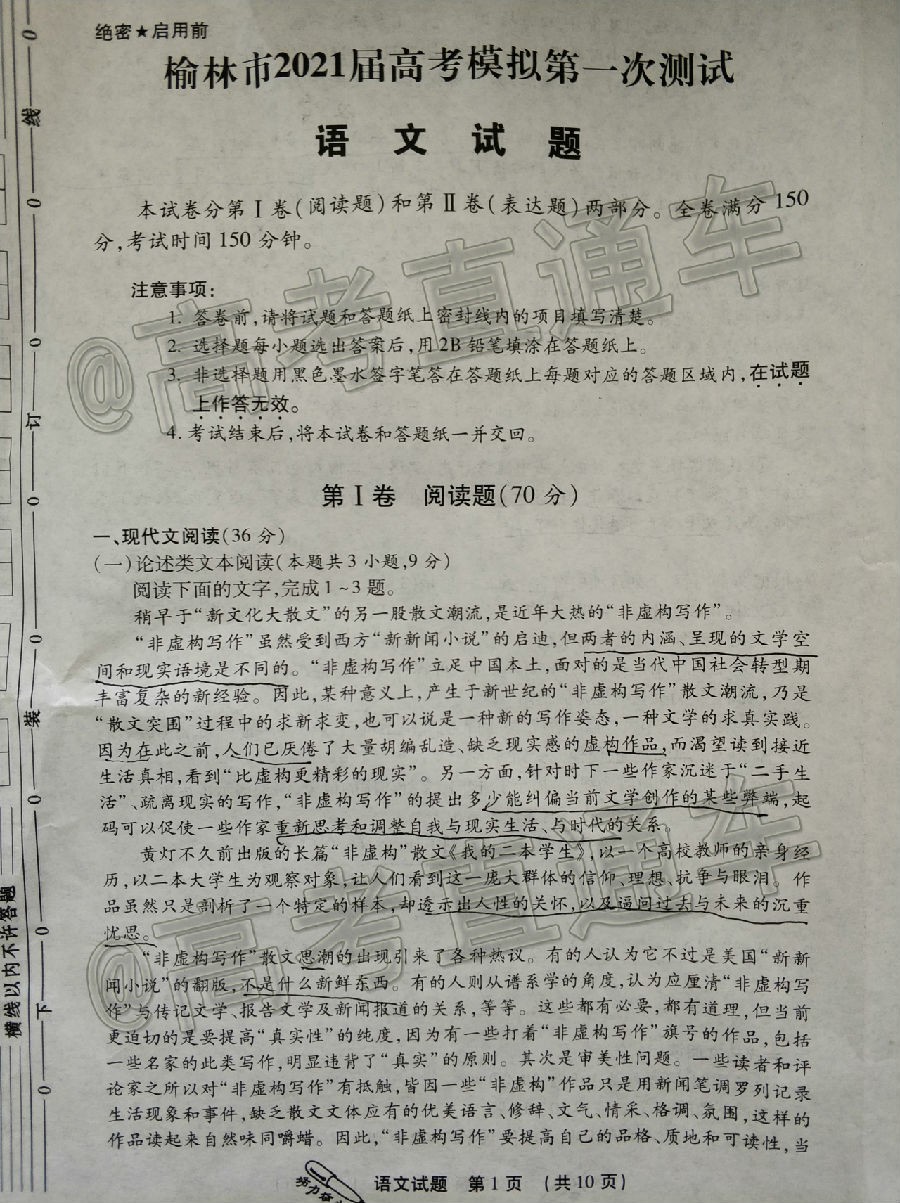 绝密★启用前
榆林市2021届高考模拟第一次测试
语 文 试 题
本试卷分第Ⅰ卷(阅读题)和第Ⅱ卷(表达题)两部分。全卷满分150
分,考试时间150分钟。
注意事项:
1. 答卷前,请将试题和答题纸上密封线内的项目填写清楚。
2. 选择题每小题选出答案后,用2B铅笔填涂在答题纸上。
3. 非选择题用黑色墨水签字笔答在答题纸上每题对应的答题区域内,在试题
上作答无效。
4. 考试结束后,将本试卷和答题纸一并交回。
第Ⅰ卷 阅读题(70分)
一、现代文阅读(36分)
(一)论述类文本阅读(本题共3小题,9分)
阅读下面的文字,完成1~3题。
稍早于“新文化大散文”的另一股散文潮流,是近年大热的“非虚构写作”。
“非虚构写作”虽然受到西方“新新闻小说”的启迪,但两者的内涵、呈现的文学空
间和现实语境是不同的。“非虚构写作”立足中国本土,面对的是当代中国社会转型期
丰富复杂的新经验。因此,某种意义上,产生于新世纪的“非虚构写作”散文潮流,乃是
“散文突围”过程中的求新求变,也可以说是一种新的写作姿态,一种文学的求真实践。
因为在此之前,人们已厌倦了大量胡编乱造、缺乏现实感的虚构作品,而渴望读到接近
生活真相,看到“比虚构更精彩的现实”。另一方面,针对时下一些作家沉迷于“二手生
活”、疏离现实的写作,“非虚构写作”的提出多少能纠偏当前文学创作的某些弊端,起
码可以促使一些作家重新思考和调整自我与现实生活、与时代的关系。
黄灯不久前出版的长篇“非虚构”散文《我的二本学生》,以一个高校教师的亲身经
历,以二本大学生为观察对象,让人们看到这一庞大群体的信仰、理想、抗争与眼泪。作
品虽然只是剖析了一个特定的样本,却透示出人性的关怀,以及逼问过去与未来的沉重
忧思。
“非虚构写作”散文思潮的出现引来了各种热议。有的人认为它不过是美国“新新
闻小说”的翻版,不是什么新鲜东西。有的人则从谱系学的角度,认为应厘清“非虚构写
作”与传记文学、报告文学及新闻报道的关系,等等。这些都有必要,都有道理,但当前
更迫切的是要提高“真实性”的纯度,因为有一些打着“非虚构写作”旗号的作品,包括
一些名家的此类写作,明显违背了“真实”的原则。其次是审美性问题。一些读者和评
论家之所以对“非虚构写作”有抵触,皆因一些“非虚构”作品只是用新闻笔调罗列记录
生活现象和事件,缺乏散文文体应有的优美语言、修辞、文气、情采、格调、氛围,这样的
作品读起来自然味同嚼蜡。因此,“非虚构写作”要提高自己的品格、质地和可读性,当
语文试题 第1页 (共10页)
线
订
装
下
横线以内不许答题
@高考直通车
@高考直通车